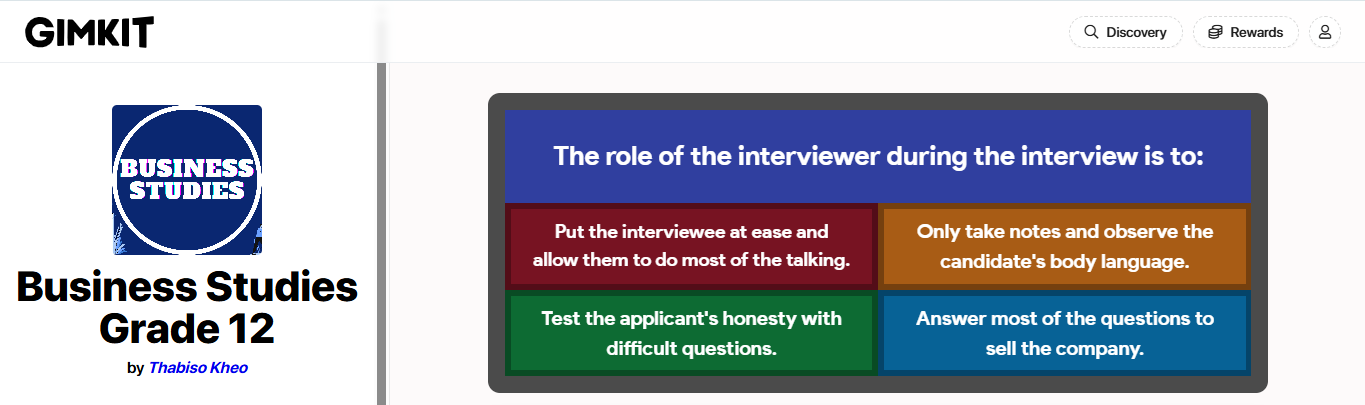 GIMKIT
Discovery
Rewards
BUSINESS
STUDIES
Business Studies
Grade 12
by Thabiso Kheo
The role of the interviewer during the interview is to:
Put the interviewee at ease and
allow them to do most of the talking.
Only take notes and observe the
candidate's body language.
Test the applicant's honesty with
difficult questions.
Answer most of the questions to
sell the company.